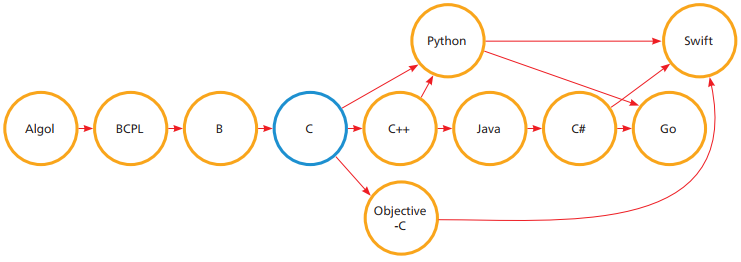 Python
Swift
Algol
BCPL
B
C
C++
Java
C#
Go
Objective
-C